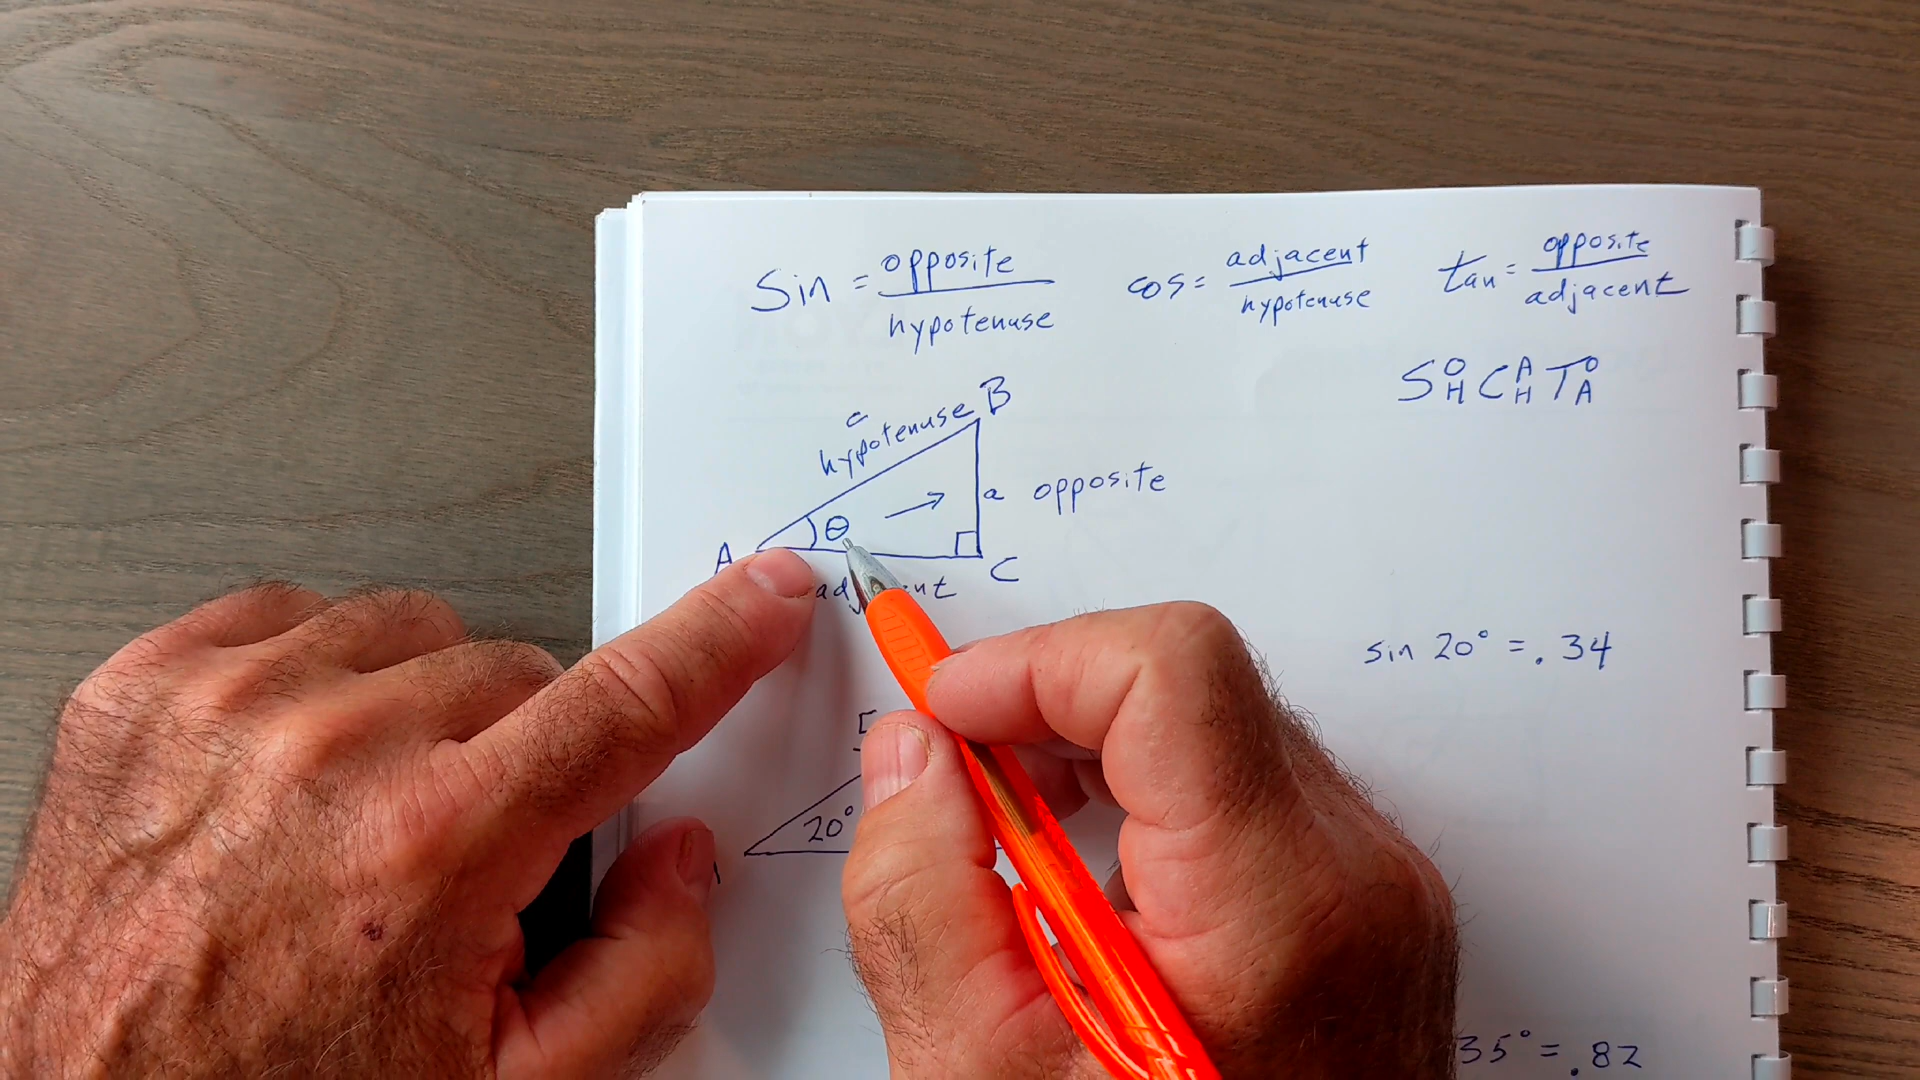 Sin = opposite / hypotenuse
cos = adjacent / hypotenuse
tan = opposite / adjacent
S O/H C A/H T O/A
c
hypotenuse B
a opposite
θ
A
C
sin 20° = .34
20°
35° = .82